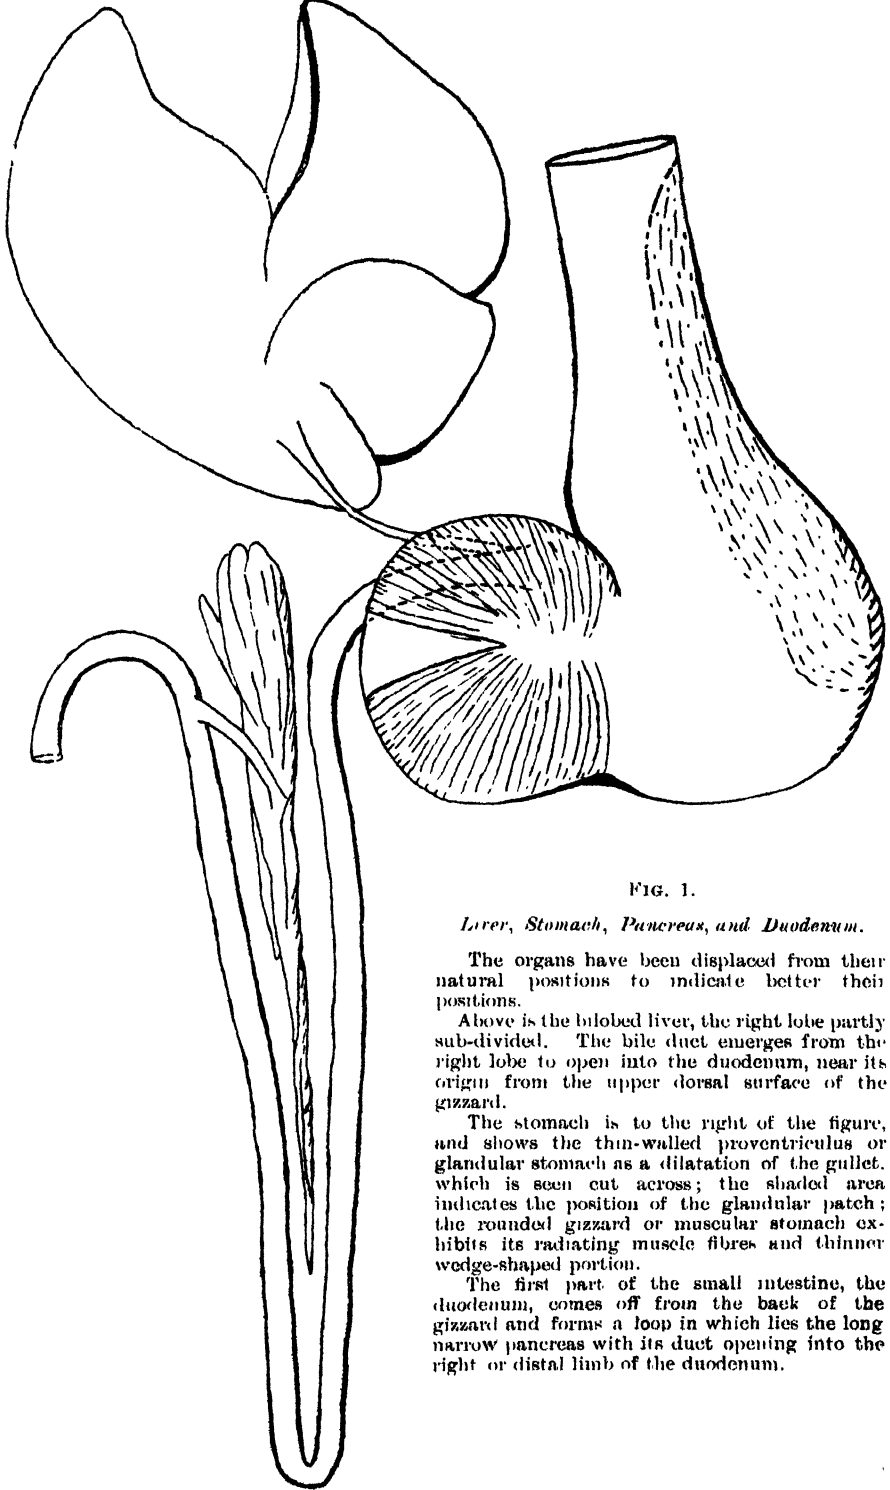 FIG. 1.
Liver, Stomach, Pancreas, and Duodenum.
The organs have been displaced from their
natural positions to indicate better their
positions.
Above is the bilobed liver, the right lobe partly
sub-divided. The bile duct emerges from the
right lobe to open into the duodenum, near its
origin from the upper dorsal surface of the
gizzard.
The stomach is to the right of the figure,
and shows the thin-walled proventriculus or
glandular stomach as a dilatation of the gullet.
which is seen cut across; the shaded area
indicates the position of the glandular patch;
the rounded gizzard or muscular stomach ex-
hibits its radiating muscle fibres and thinner
wedge-shaped portion.
The first part of the small intestine, the
duodenum, comes off from the back of the
gizzard and forms a loop in which lies the long
narrow pancreas with its duct opening into the
right or distal limb of the duodenum.